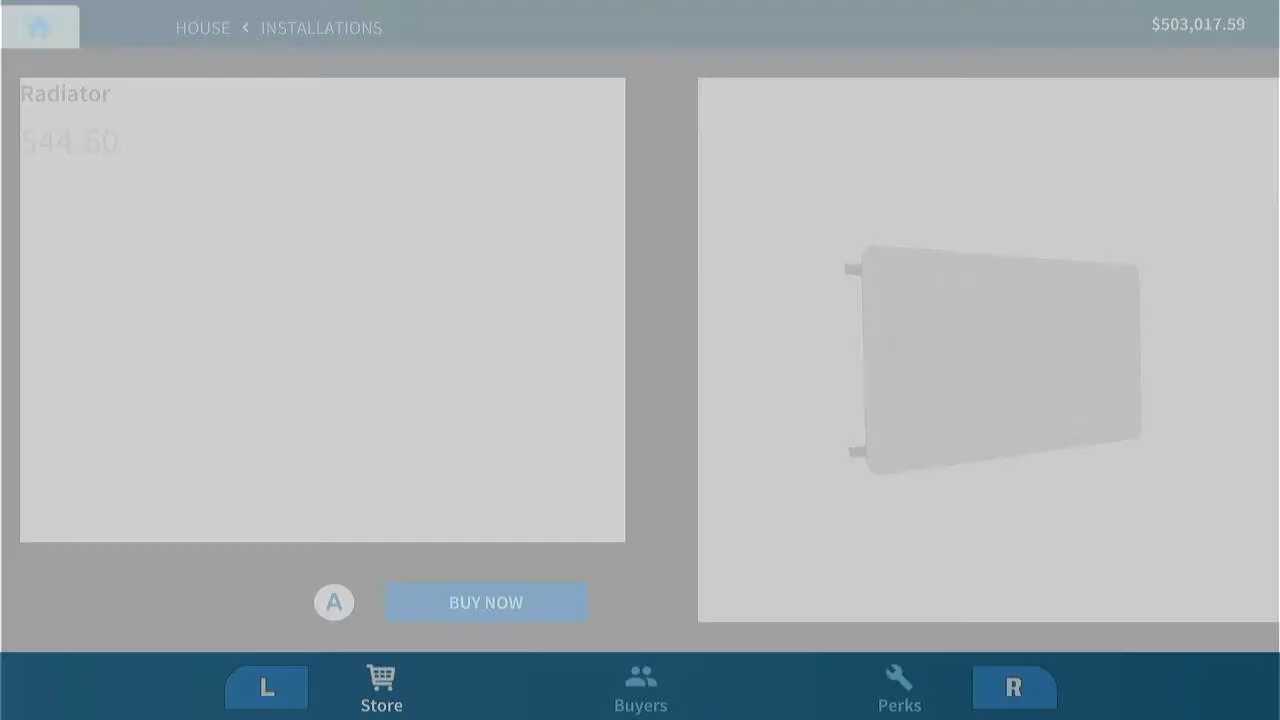 HOUSE < INSTALLATIONS
$503,017.59
Radiator
$44.60
A BUY NOW
L
Store
Buyers
Perks
R